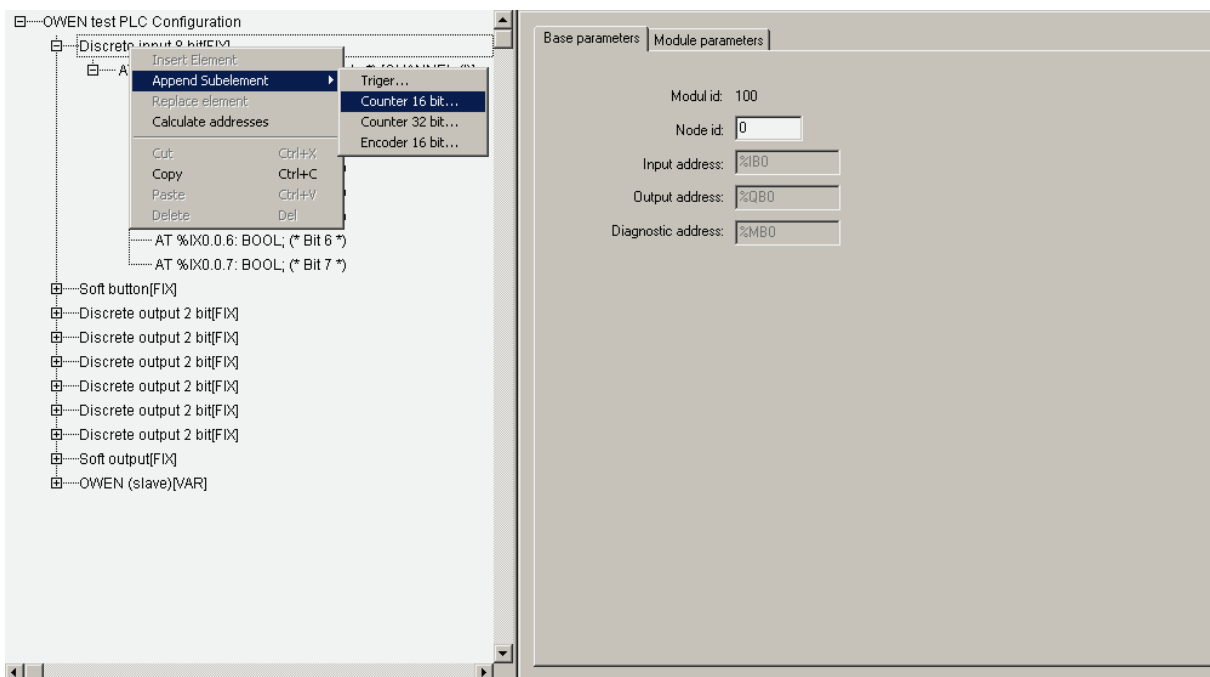 OWEN test PLC Configuration
Discrete input 8 bit[FIX]
A
Insert Element
Append Subelement
Replace element
Calculate addresses
Cut Ctrl+X
Copy Ctrl+C
Paste Ctrl+V
Delete Del
Triger...
Counter 16 bit...
Counter 32 bit...
Encoder 16 bit...
AT %IX0.0.6: BOOL; (* Bit 6 *)
AT %IX0.0.7: BOOL; (* Bit 7 *)
Soft button[FIX]
Discrete output 2 bit[FIX]
Discrete output 2 bit[FIX]
Discrete output 2 bit[FIX]
Discrete output 2 bit[FIX]
Discrete output 2 bit[FIX]
Discrete output 2 bit[FIX]
Soft output[FIX]
OWEN (slave)[VAR]
Base parameters Module parameters
Modul id: 100
Node id: 0
Input address: %IB0
Output address: %QB0
Diagnostic address: %MB0